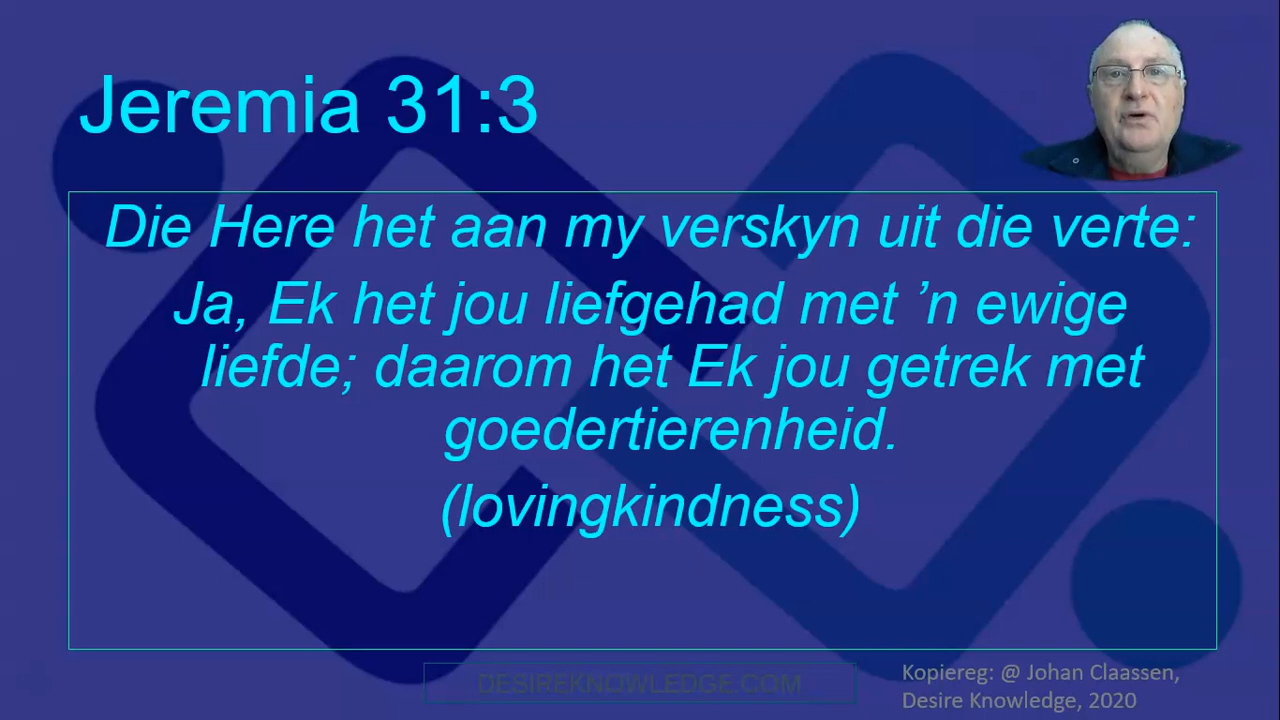 Jeremia 31:3
Die Here het aan my verskyn uit die verte:
Ja, Ek het jou liefgehad met ’n ewige
liefde; daarom het Ek jou getrek met
goedertierenheid.
(lovingkindness)
DESIREKNOWLEDGE.COM
Kopiereg: @ Johan Claassen,
Desire Knowledge, 2020